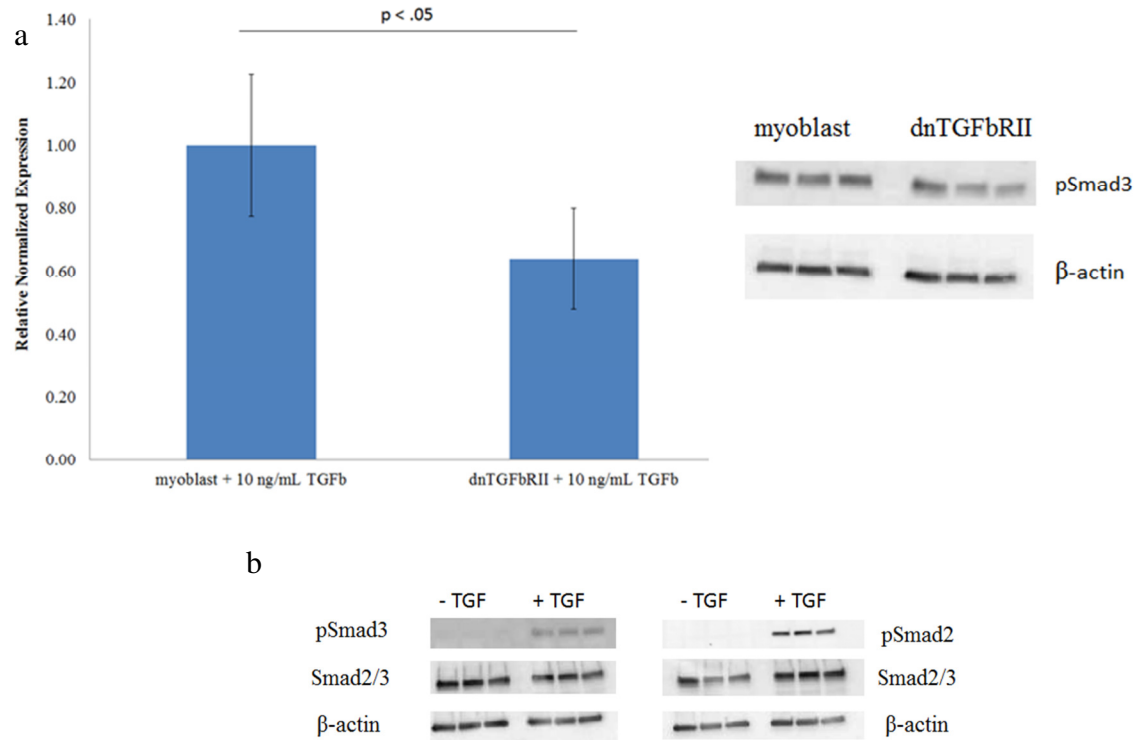 a
p < .05
1.40
1.20
1.00
0.80
0.60
0.40
0.20
0.00
Relative Normalized Expression
myoblast + 10 ng/mL TGFb
dnTGFBRII + 10 ng/mL TGFb
myoblast dnTGFbRII
pSmad3
β-actin
b
- TGF + TGF
pSmad3
Smad2/3
β-actin
- TGF + TGF
pSmad2
Smad2/3
β-actin